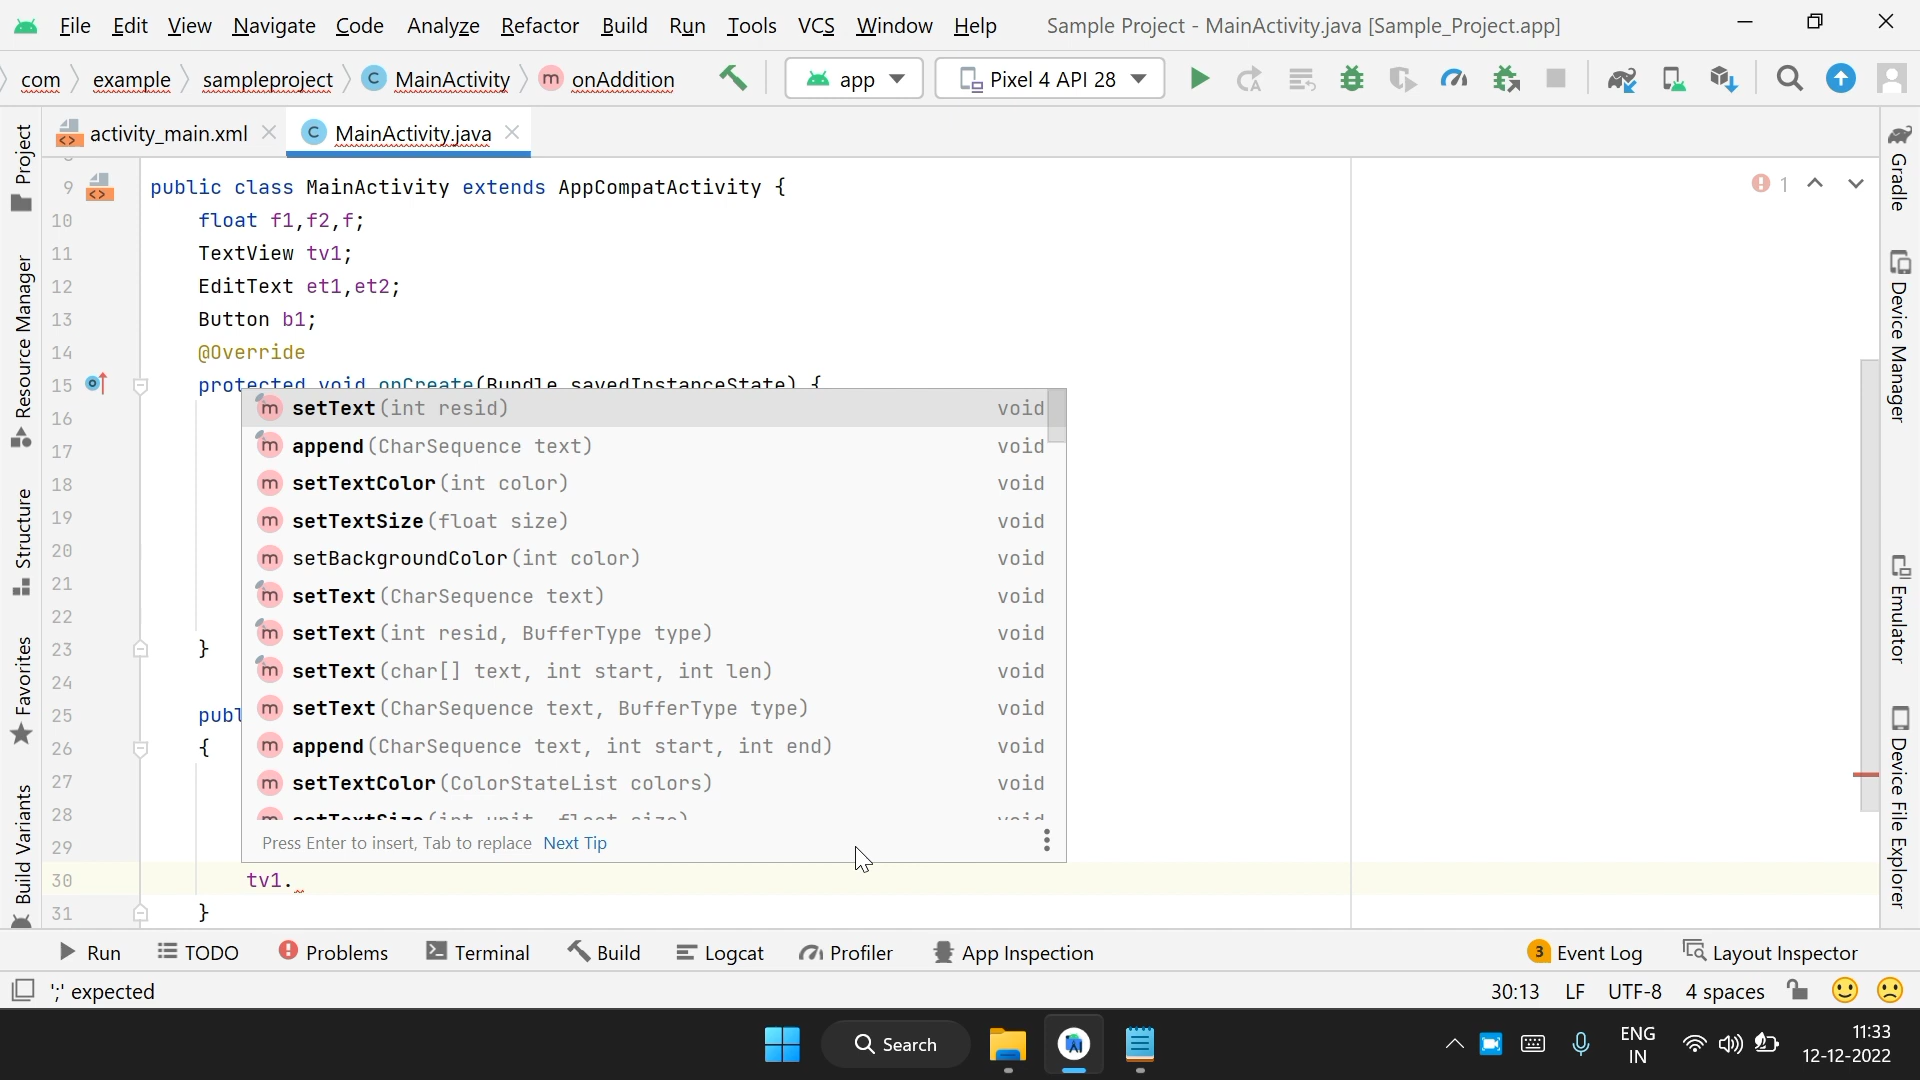 File Edit View Navigate Code Analyze Refactor Build Run Tools VCS Window Help Sample Project - MainActivity.java [Sample_Project.app]
com example sampleproject C MainActivity m onAddition app Pixel 4 API 28
activity_main.xml C MainActivity.java
9 public class MainActivity extends AppCompatActivity { 1
10 float f1,f2,f;
11 TextView tv1;
12 EditText et1,et2;
13 Button b1;
14 @Override
15 protected void onCreate(Bundle savedInstanceState) {
16 m setText(int resid) void
17 m append(CharSequence text) void
18 m setTextColor(int color) void
19 m setTextSize(float size) void
20 m setBackgroundColor(int color) void
21 m setText(CharSequence text) void
22 m setText(int resid, BufferType type) void
23 } m setText(char[] text, int start, int len) void
24 m setText(CharSequence text, BufferType type) void
25 publ m append(CharSequence text, int start, int end) void
26 {
27 m setTextColor(ColorStateList colors) void
28 m setTextSize(int unit, float size) void
29 Press Enter to insert, Tab to replace Next Tip
30 tv1.
31 }
Project
Resource Manager
Structure
Favorites
Build Variants
Gradle
Device Manager
Emulator
Device File Explorer
Run TODO Problems Terminal Build Logcat Profiler App Inspection 3 Event Log Layout Inspector
';' expected 30:13 LF UTF-8 4 spaces
Search ENG 11:33
IN 12-12-2022